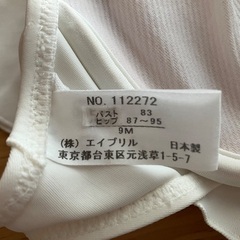 NO. 112272
バスト 83
ヒップ 87～95
9M
(株) エイブリル 日本製
東京都台東区元浅草1-5-7